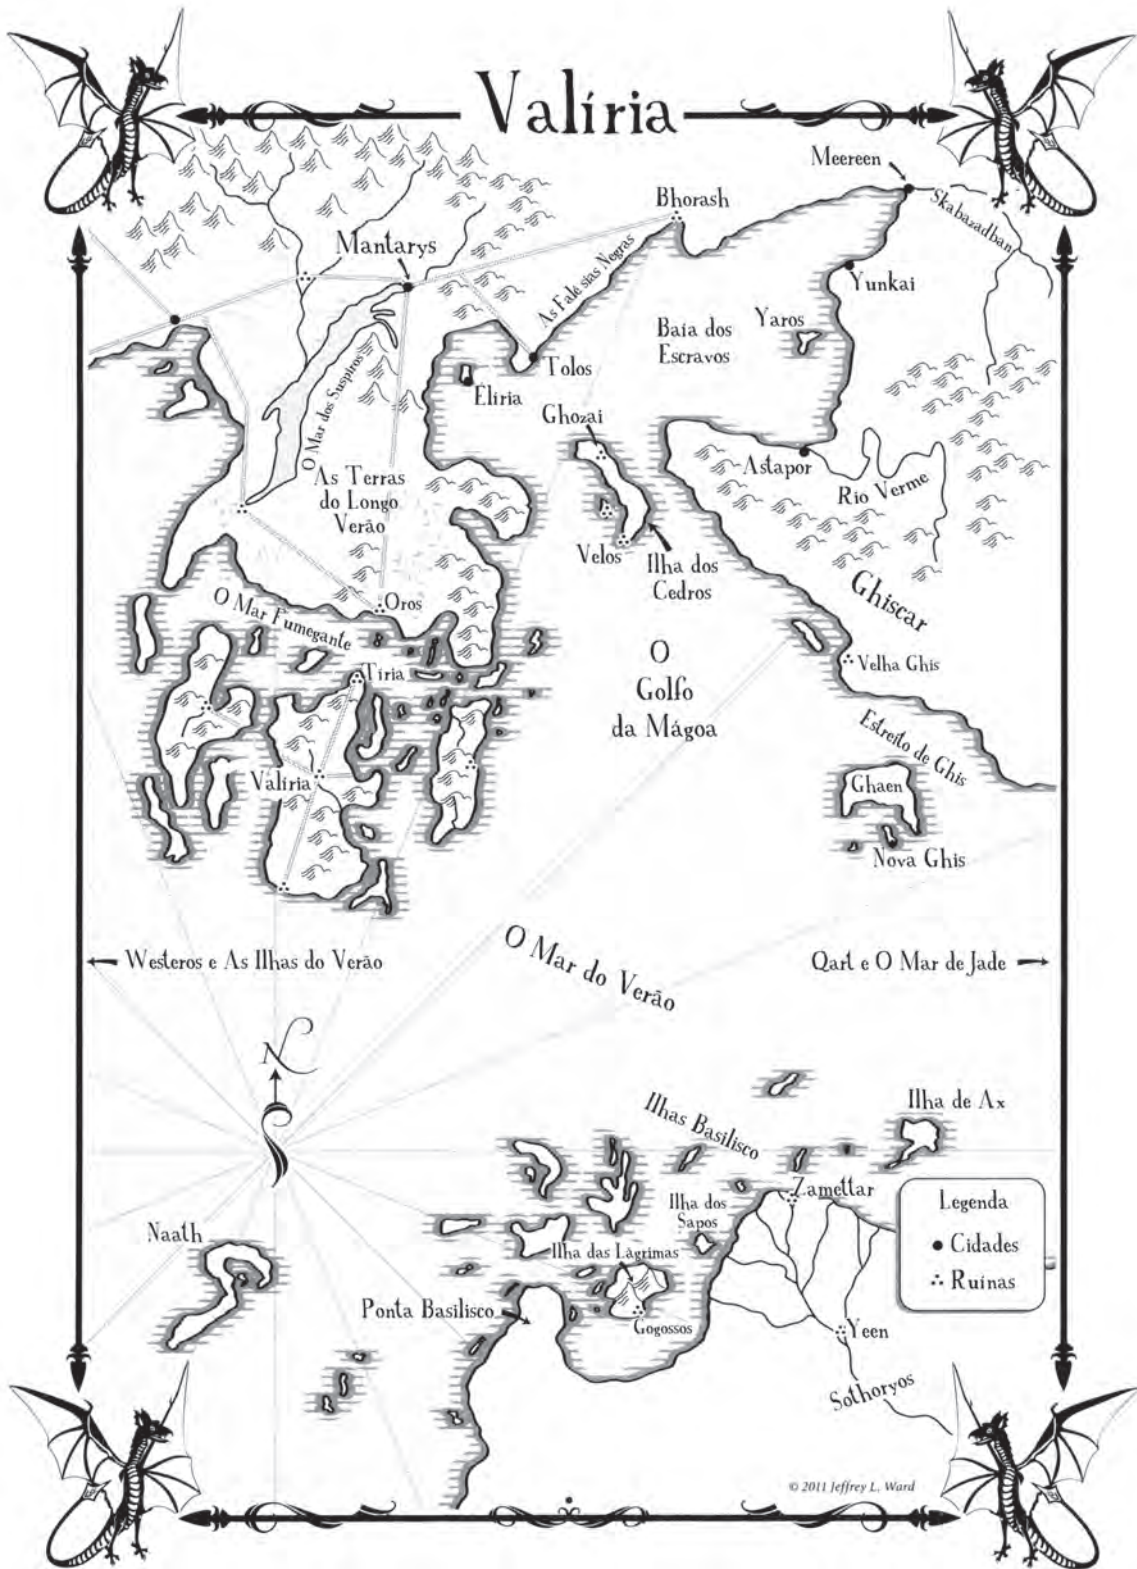 Valíria
Meereen
Bhorash
Skahazadhan
Mantarys
As Falésias Negras
Yunkai
Baía dos
Escravos
Yaros
Tolos
Elíria
Ghozai
O Mar dos Suspiros
As Terras
do Longo
Verão
Astapor
Rio Verme
Velos
Ilha dos
Cedros
Ghiscar
Oros
O Mar Fumegante
O
Golfo
da Mágoa
Velha Ghis
Tíria
Estreito de Ghis
Valíria
Ghaen
Nova Ghis
O Mar do Verão
Westeros e As Ilhas do Verão
Qart e O Mar de Jade
N
Ilhas Basilisco
Ilha de Ax
Zamettar
Ilha dos
Sapos
Legenda
Cidades
Ruínas
Naath
Ilha das Lágrimas
Ponta Basilisco
Gogossos
Yeen
Sothoryos
© 2011 Jeffrey L. Ward